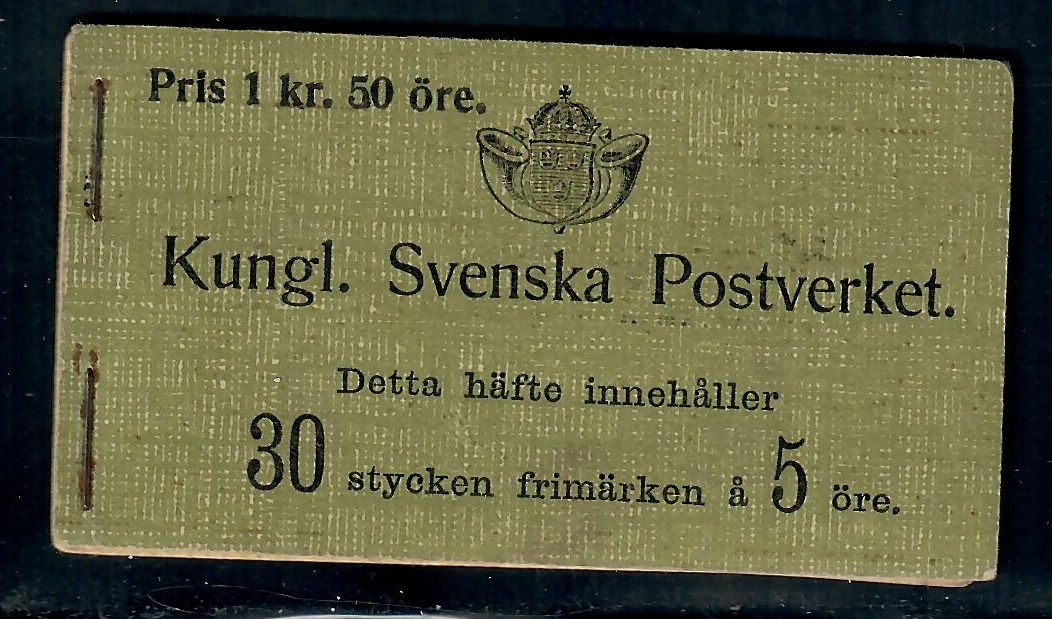 Pris 1 kr. 50 öre.
Kungl. Svenska Postverket.
Detta häfte innehåller
30 stycken frimärken å 5 öre.